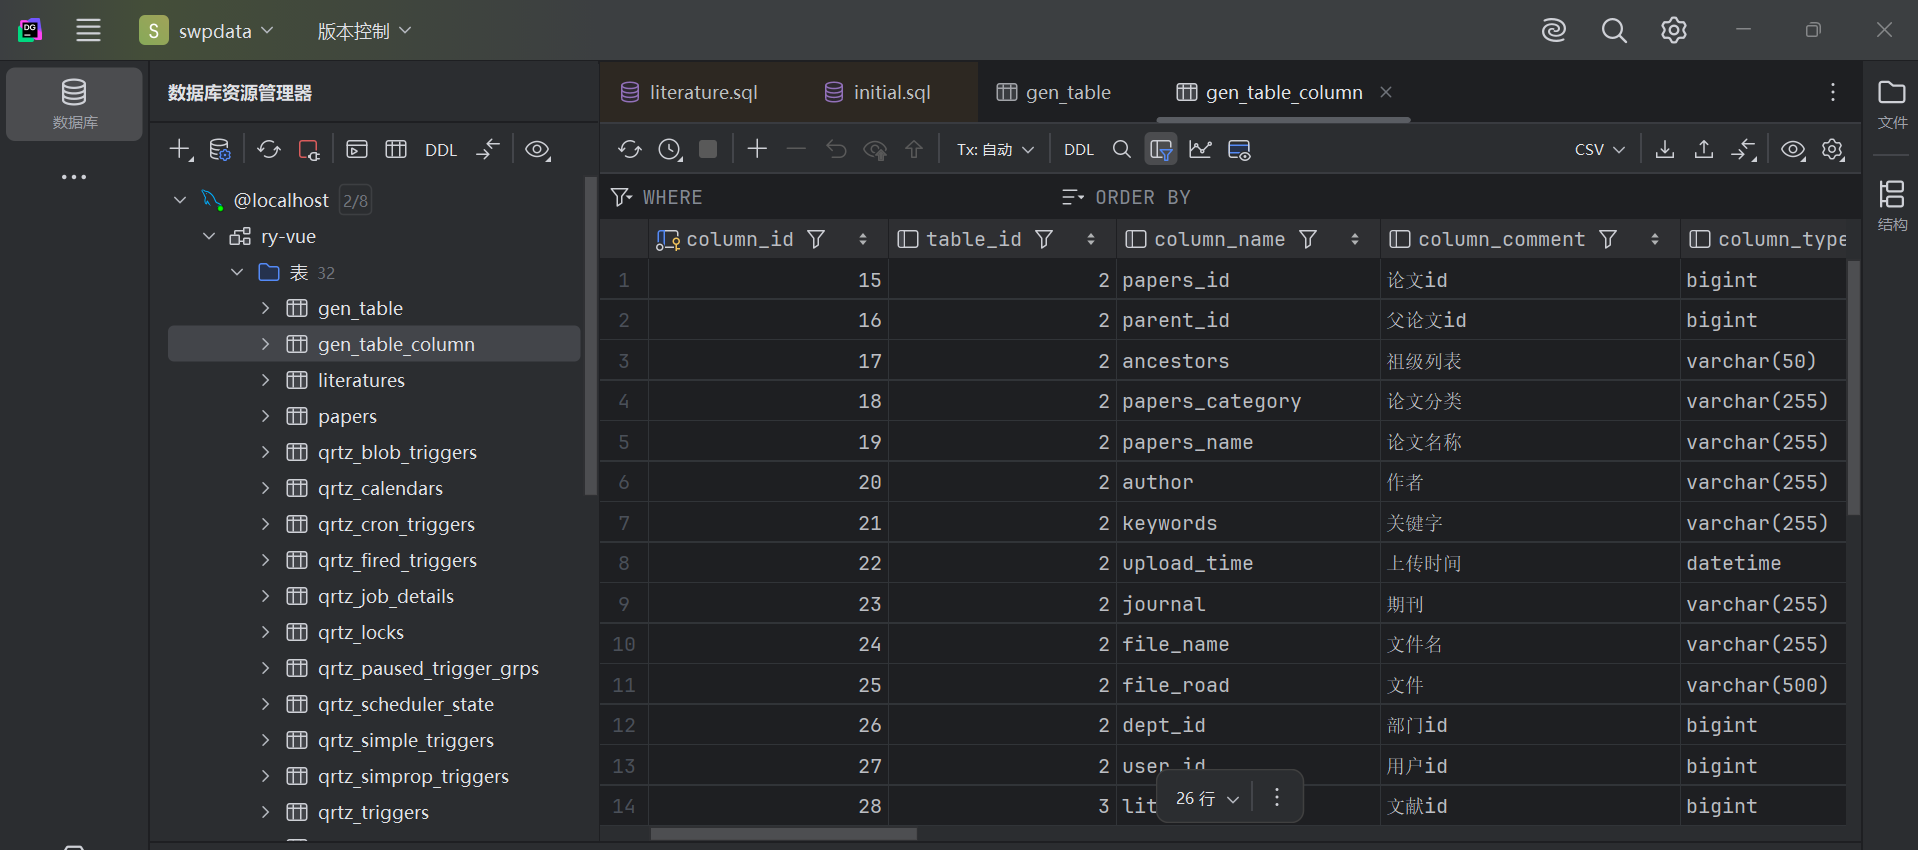 S swpdata 版本控制
数据库
数据库资源管理器
literature.sql initial.sql gen_table gen_table_column
文件
DDL
Tx: 自动 DDL CSV
@localhost 2/8
WHERE ORDER BY
结构
ry-vue
column_id table_id column_name column_comment column_type
表 32
gen_table
gen_table_column
literatures
papers
qrtz_blob_triggers
qrtz_calendars
qrtz_cron_triggers
qrtz_fired_triggers
qrtz_job_details
qrtz_locks
qrtz_paused_trigger_grps
qrtz_scheduler_state
qrtz_simple_triggers
qrtz_simprop_triggers
qrtz_triggers
1 15 2 papers_id 论文id bigint
2 16 2 parent_id 父论文id bigint
3 17 2 ancestors 祖级列表 varchar(50)
4 18 2 papers_category 论文分类 varchar(255)
5 19 2 papers_name 论文名称 varchar(255)
6 20 2 author 作者 varchar(255)
7 21 2 keywords 关键字 varchar(255)
8 22 2 upload_time 上传时间 datetime
9 23 2 journal 期刊 varchar(255)
10 24 2 file_name 文件名 varchar(255)
11 25 2 file_road 文件 varchar(500)
12 26 2 dept_id 部门id bigint
13 27 2 user_id 用户id bigint
14 28 3 lit 文献id bigint
26 行